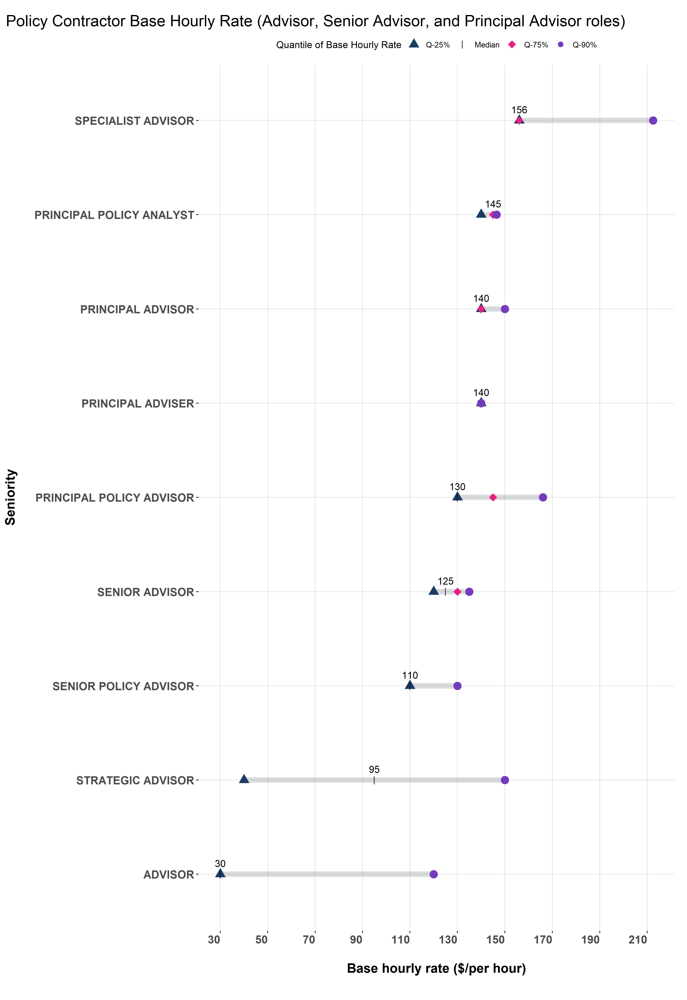 Policy Contractor Base Hourly Rate (Advisor, Senior Advisor, and Principal Advisor roles)
Quantile of Base Hourly Rate Q-25% Median Q-75% Q-90%
156
SPECIALIST ADVISOR
145
PRINCIPAL POLICY ANALYST
140
PRINCIPAL ADVISOR
140
PRINCIPAL ADVISER
130
PRINCIPAL POLICY ADVISOR
Seniority
125
SENIOR ADVISOR
110
SENIOR POLICY ADVISOR
95
STRATEGIC ADVISOR
30
ADVISOR
30 50 70 90 110 130 150 170 190 210
Base hourly rate ($/per hour)